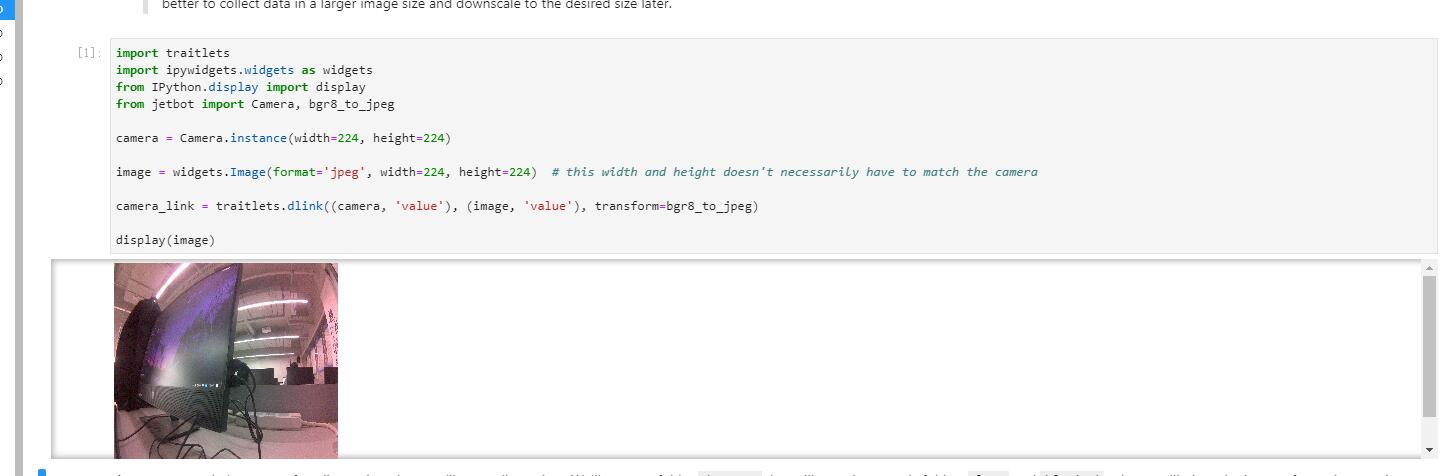 better to collect data in a larger image size and downscale to the desired size later.
[1]:
import traitlets
import ipywidgets.widgets as widgets
from IPython.display import display
from jetbot import Camera, bgr8_to_jpeg
camera = Camera.instance(width=224, height=224)
image = widgets.Image(format='jpeg', width=224, height=224)  # this width and height doesn't necessarily have to match the camera
camera_link = traitlets.dlink((camera, 'value'), (image, 'value'), transform=bgr8_to_jpeg)
display(image)